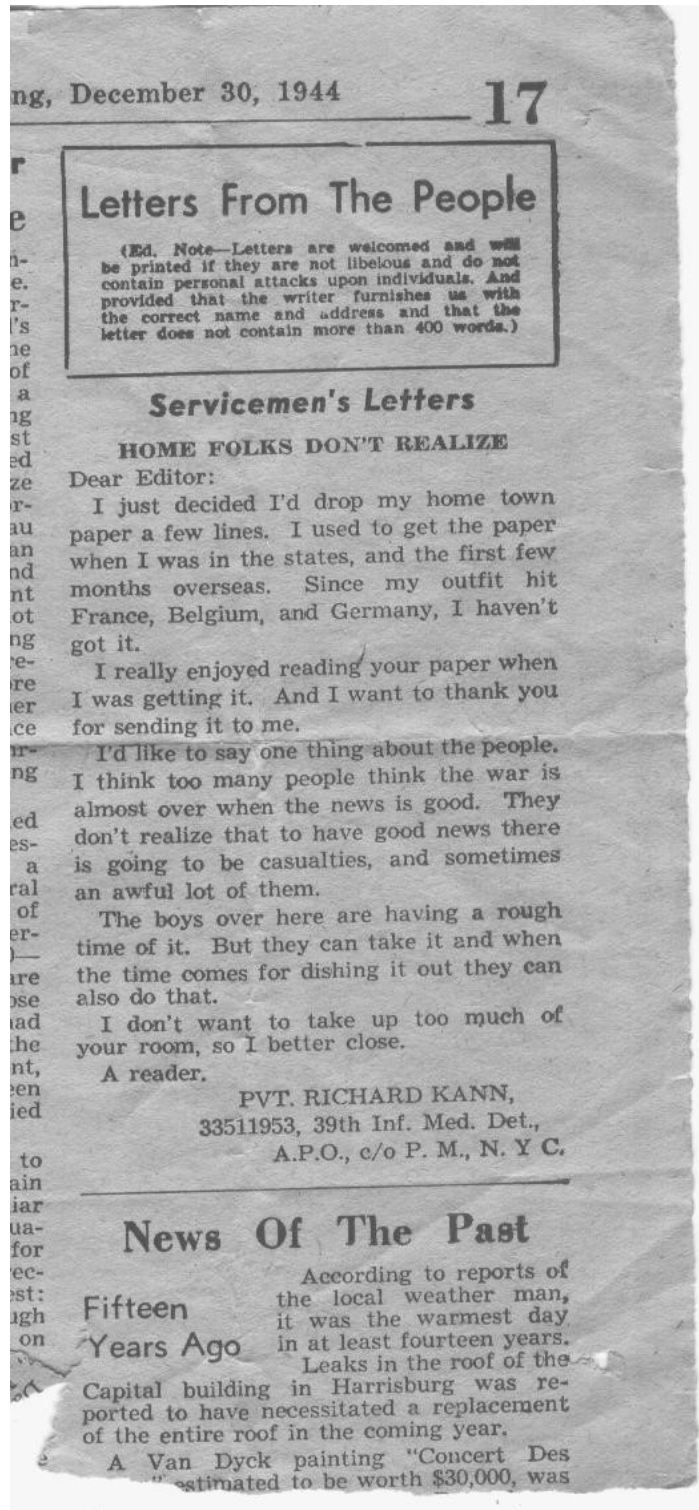 ng, December 30, 1944 17
Letters From The People
(Ed. Note—Letters are welcomed and will
be printed if they are not libelous and do not
contain personal attacks upon individuals. And
provided that the writer furnishes us with
the correct name and address and that the
letter does not contain more than 400 words.)
Servicemen's Letters
HOME FOLKS DON'T REALIZE
Dear Editor:
I just decided I'd drop my home town
paper a few lines. I used to get the paper
when I was in the states, and the first few
months overseas. Since my outfit hit
France, Belgium, and Germany, I haven't
got it.
I really enjoyed reading your paper when
I was getting it. And I want to thank you
for sending it to me.
I'd like to say one thing about the people.
I think too many people think the war is
almost over when the news is good. They
don't realize that to have good news there
is going to be casualties, and sometimes
an awful lot of them.
The boys over here are having a rough
time of it. But they can take it and when
the time comes for dishing it out they can
also do that.
I don't want to take up too much of
your room, so I better close.
A reader.
PVT. RICHARD KANN,
33511953, 39th Inf. Med. Det.,
A.P.O., c/o P. M., N. Y C.
News Of The Past
Fifteen
Years Ago
According to reports of
the local weather man,
it was the warmest day
in at least fourteen years.
Leaks in the roof of the
Capital building in Harrisburg was re-
ported to have necessitated a replacement
of the entire roof in the coming year.
A Van Dyck painting "Concert Des
" estimated to be worth $30,000, was